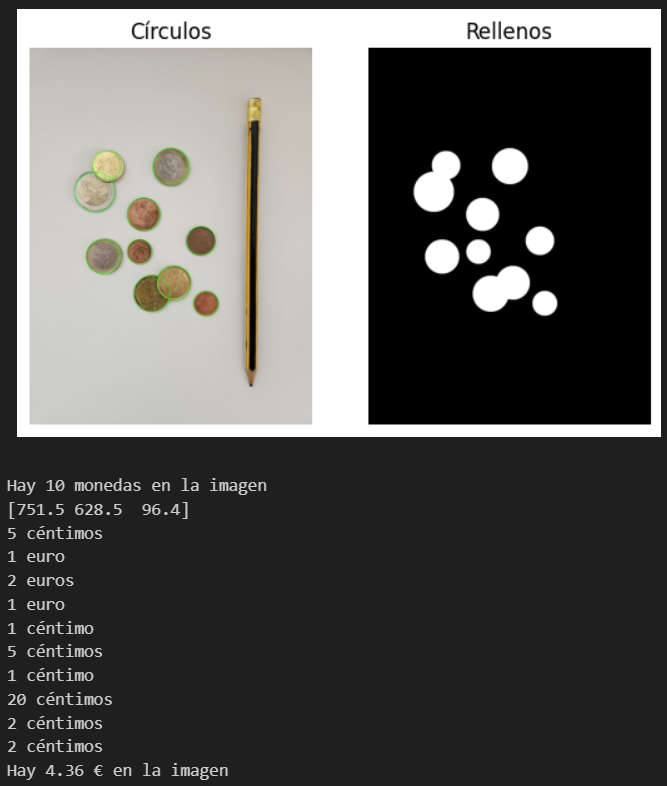 Círculos
Rellenos
Hay 10 monedas en la imagen
[751.5 628.5  96.4]
5 céntimos
1 euro
2 euros
1 euro
1 céntimo
5 céntimos
1 céntimo
20 céntimos
2 céntimos
2 céntimos
Hay 4.36 € en la imagen